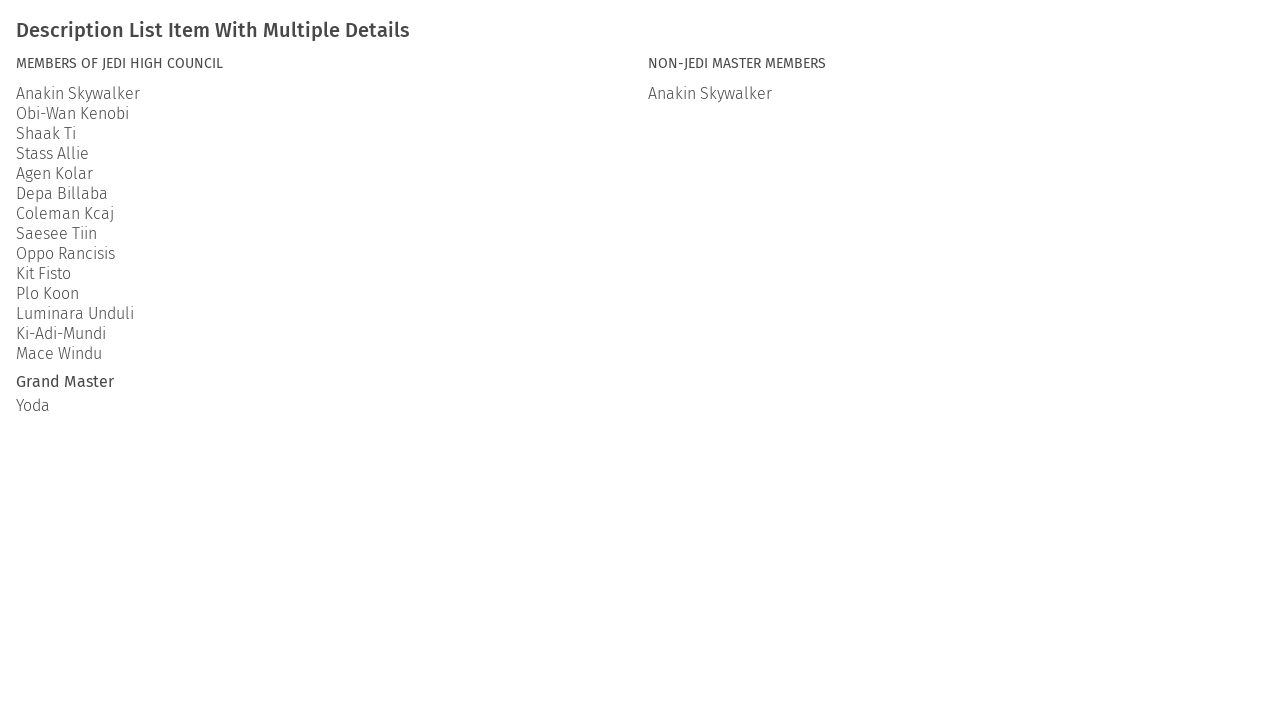 Description List Item With Multiple Details
MEMBERS OF JEDI HIGH COUNCIL
Anakin Skywalker
Obi-Wan Kenobi
Shaak Ti
Stass Allie
Agen Kolar
Depa Billaba
Coleman Kcaj
Saesee Tiin
Oppo Rancisis
Kit Fisto
Plo Koon
Luminara Unduli
Ki-Adi-Mundi
Mace Windu
Grand Master
Yoda
NON-JEDI MASTER MEMBERS
Anakin Skywalker